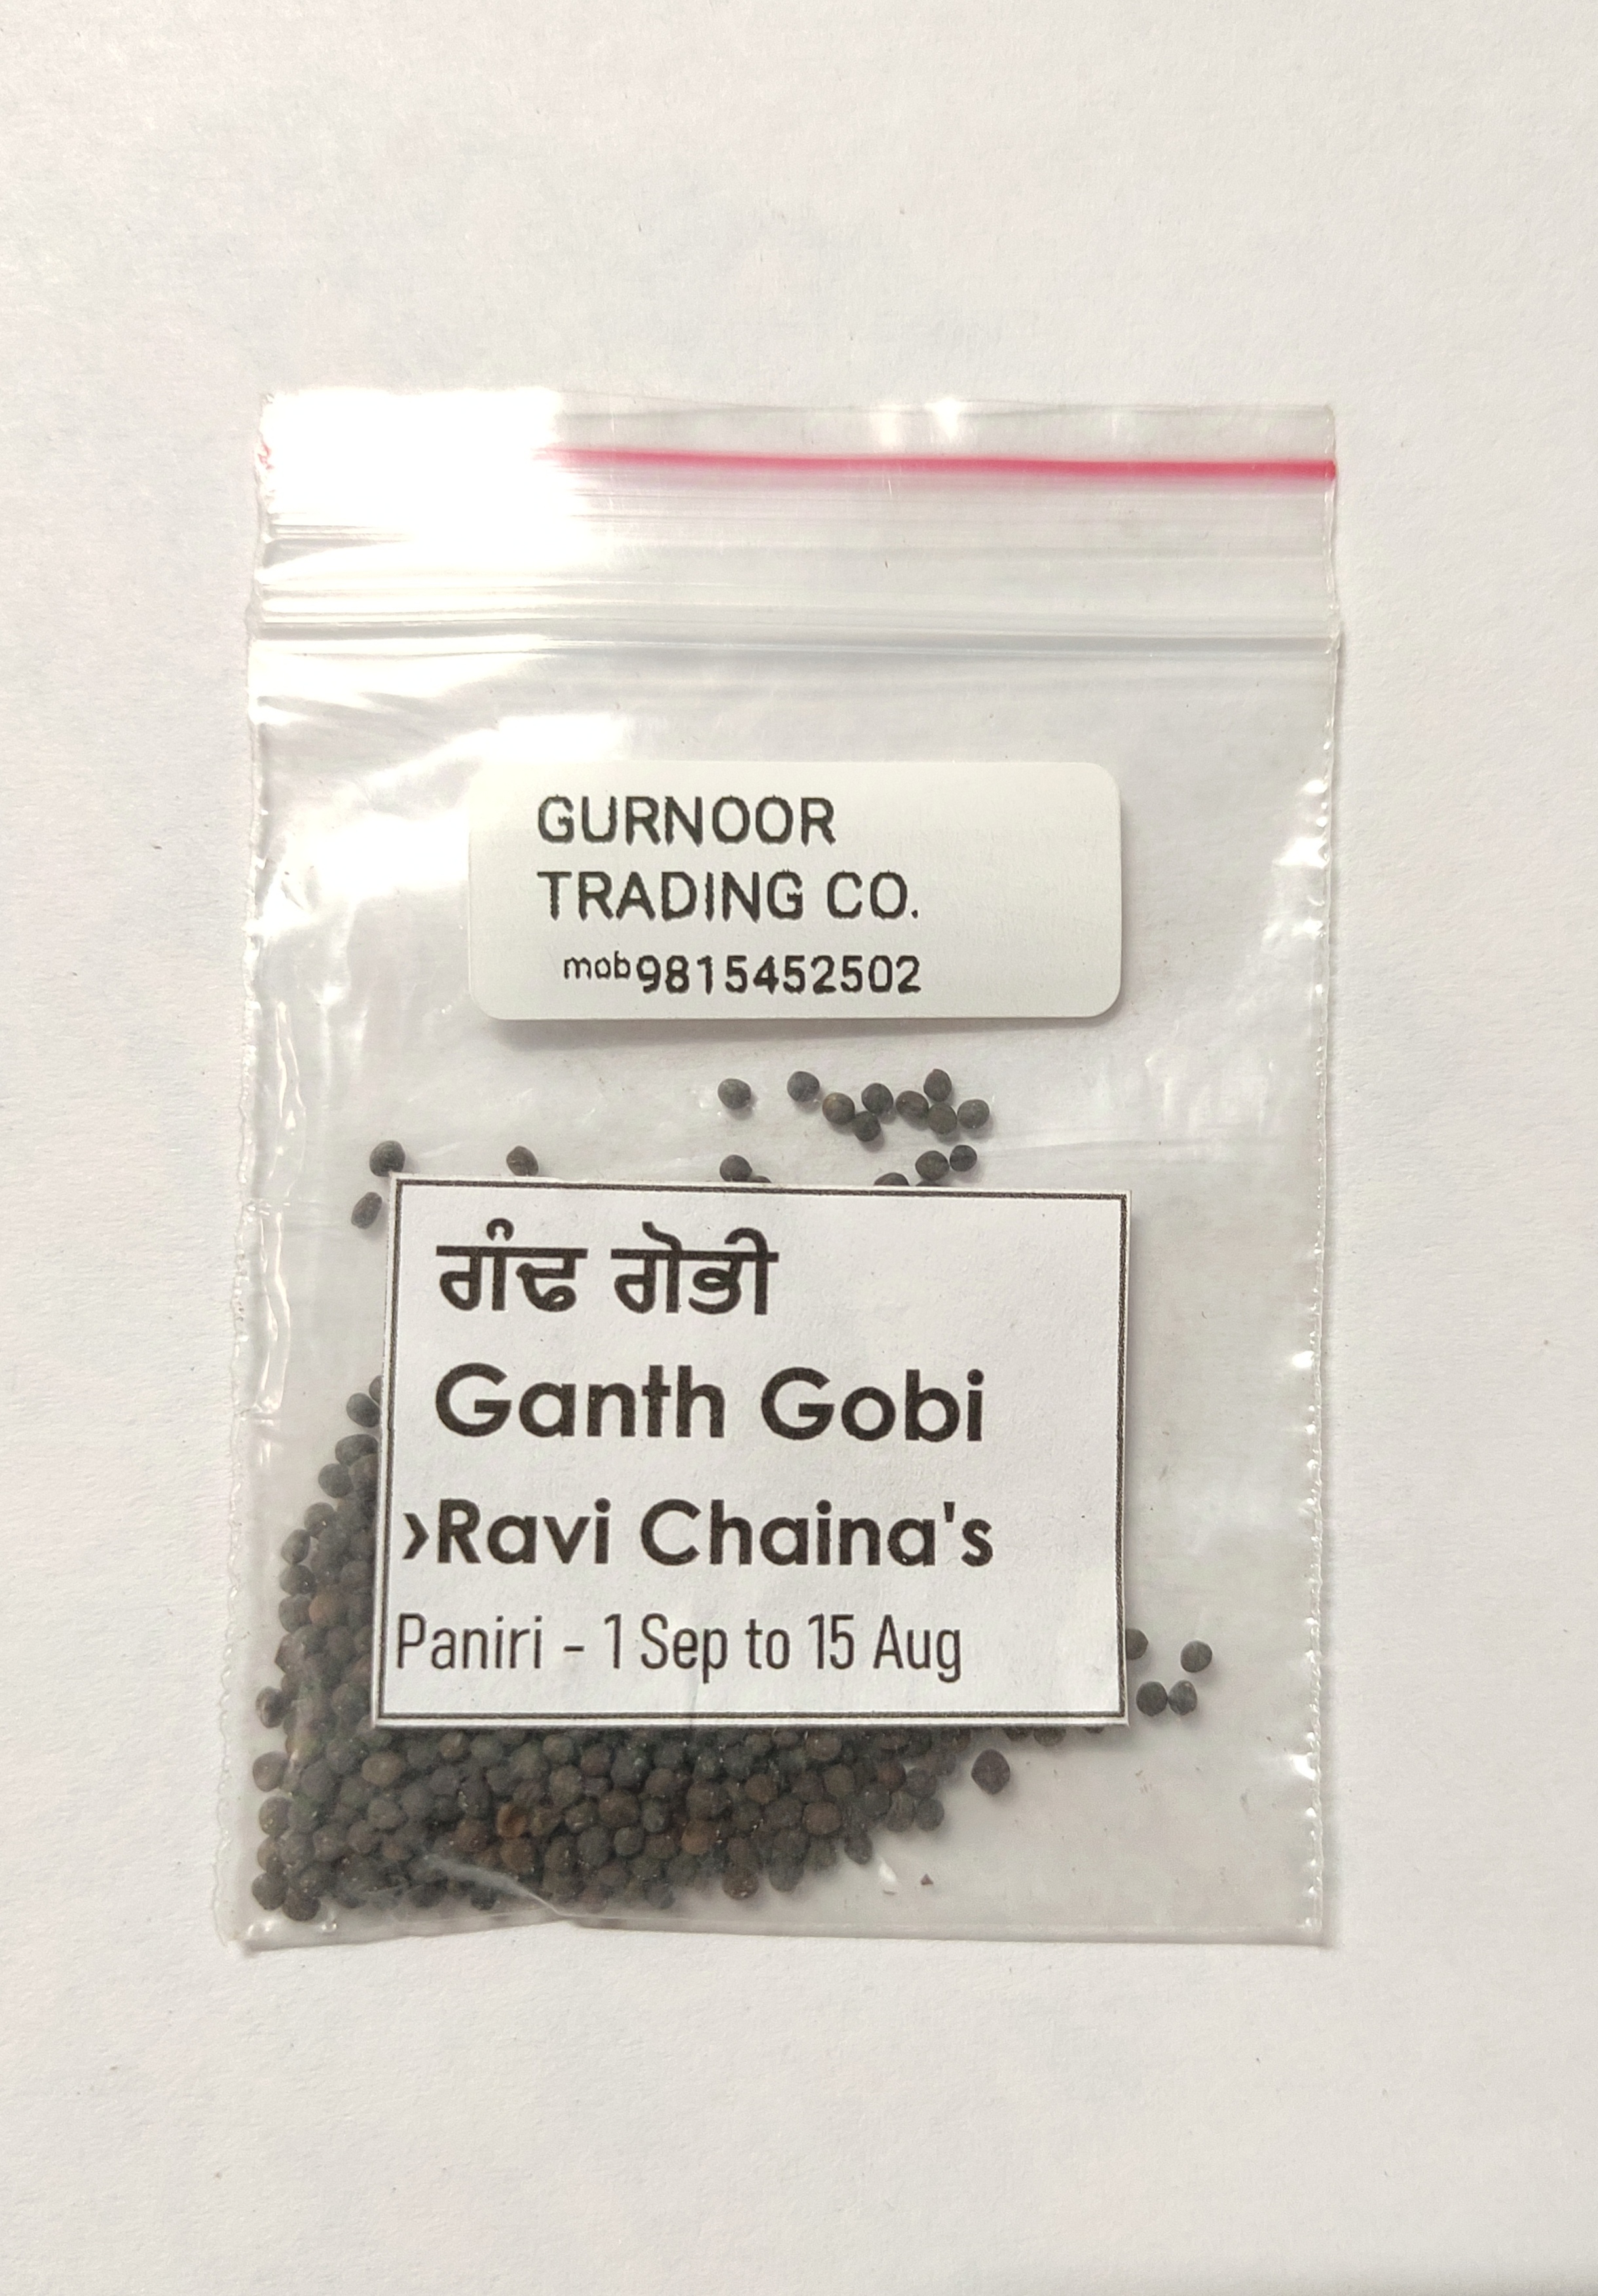 GURNOOR
TRADING CO.
mob9815452502
ਗੰਢ ਗੋਭੀ
Ganth Gobi
›Ravi Chaina's
Paniri - 1 Sep to 15 Aug